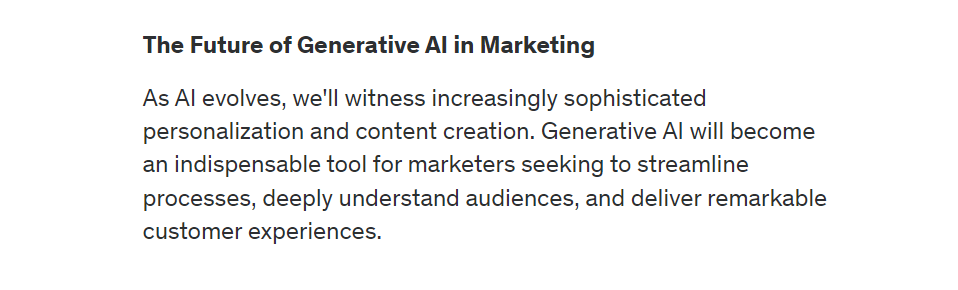 The Future of Generative AI in Marketing
As AI evolves, we'll witness increasingly sophisticated
personalization and content creation. Generative AI will become
an indispensable tool for marketers seeking to streamline
processes, deeply understand audiences, and deliver remarkable
customer experiences.